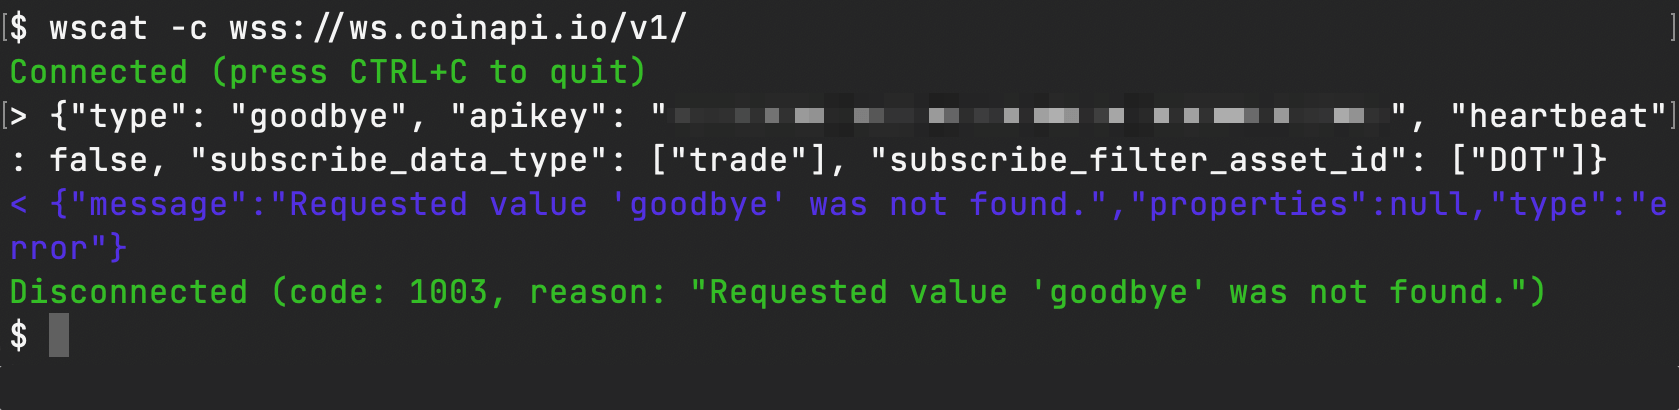 $ wscat -c wss://ws.coinapi.io/v1/
Connected (press CTRL+C to quit)
> {"type": "goodbye", "apikey": "", "heartbeat"
: false, "subscribe_data_type": ["trade"], "subscribe_filter_asset_id": ["DOT"]}
< {"message":"Requested value 'goodbye' was not found.","properties":null,"type":"e
rror"}
Disconnected (code: 1003, reason: "Requested value 'goodbye' was not found.")
$